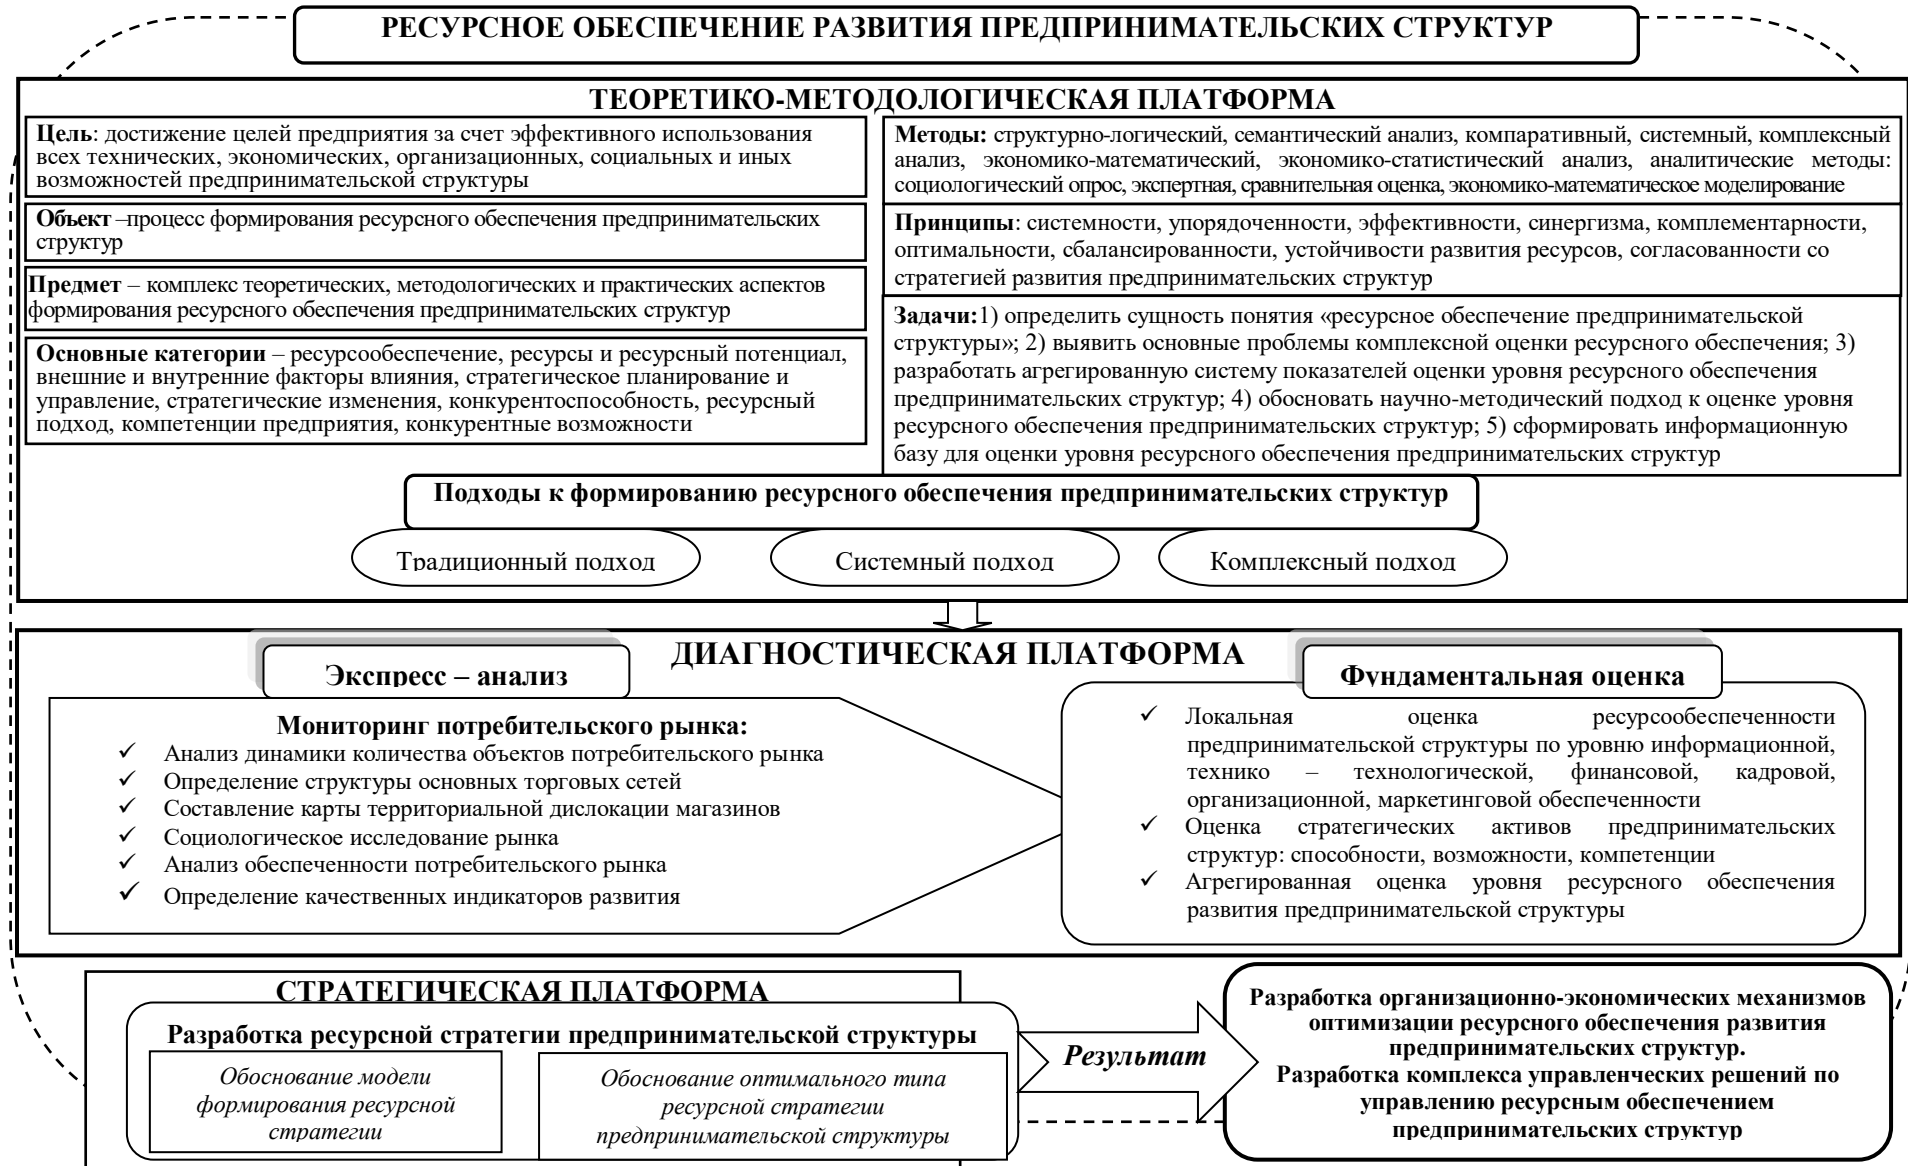 РЕСУРСНОЕ ОБЕСПЕЧЕНИЕ РАЗВИТИЯ ПРЕДПРИНИМАТЕЛЬСКИХ СТРУКТУР
ТЕОРЕТИКО-МЕТОДОЛОГИЧЕСКАЯ ПЛАТФОРМА
Цель: достижение целей предприятия за счет эффективного использования
всех технических, экономических, организационных, социальных и иных
возможностей предпринимательской структуры
Объект –процесс формирования ресурсного обеспечения предпринимательских
структур
Предмет – комплекс теоретических, методологических и практических аспектов
формирования ресурсного обеспечения предпринимательских структур
Основные категории – ресурсообеспечение, ресурсы и ресурсный потенциал,
внешние и внутренние факторы влияния, стратегическое планирование и
управление, стратегические изменения, конкурентоспособность, ресурсный
подход, компетенции предприятия, конкурентные возможности
Методы: структурно-логический, семантический анализ, компаративный, системный, комплексный
анализ, экономико-математический, экономико-статистический анализ, аналитические методы:
социологический опрос, экспертная, сравнительная оценка, экономико-математическое моделирование
Принципы: системности, упорядоченности, эффективности, синергизма, комплементарности,
оптимальности, сбалансированности, устойчивости развития ресурсов, согласованности со
стратегией развития предпринимательских структур
Задачи:1) определить сущность понятия «ресурсное обеспечение предпринимательской
структуры»; 2) выявить основные проблемы комплексной оценки ресурсного обеспечения; 3)
разработать агрегированную систему показателей оценки уровня ресурсного обеспечения
предпринимательских структур; 4) обосновать научно-методический подход к оценке уровня
ресурсного обеспечения предпринимательских структур; 5) сформировать информационную
базу для оценки уровня ресурсного обеспечения предпринимательских структур
Подходы к формированию ресурсного обеспечения предпринимательских структур
Традиционный подход
Системный подход
Комплексный подход
ДИАГНОСТИЧЕСКАЯ ПЛАТФОРМА
Экспресс – анализ
Мониторинг потребительского рынка:
✓ Анализ динамики количества объектов потребительского рынка
✓ Определение структуры основных торговых сетей
✓ Составление карты территориальной дислокации магазинов
✓ Социологическое исследование рынка
✓ Анализ обеспеченности потребительского рынка
✓ Определение качественных индикаторов развития
Фундаментальная оценка
✓ Локальная оценка ресурсообеспеченности
предпринимательской структуры по уровню информационной,
технико – технологической, финансовой, кадровой,
организационной, маркетинговой обеспеченности
✓ Оценка стратегических активов предпринимательских
структур: способности, возможности, компетенции
✓ Агрегированная оценка уровня ресурсного обеспечения
развития предпринимательской структуры
СТРАТЕГИЧЕСКАЯ ПЛАТФОРМА
Разработка ресурсной стратегии предпринимательской структуры
Обоснование модели
формирования ресурсной
стратегии
Обоснование оптимального типа
ресурсной стратегии
предпринимательской структуры
Результат
Разработка организационно-экономических механизмов
оптимизации ресурсного обеспечения развития
предпринимательских структур.
Разработка комплекса управленческих решений по
управлению ресурсным обеспечением
предпринимательских структур